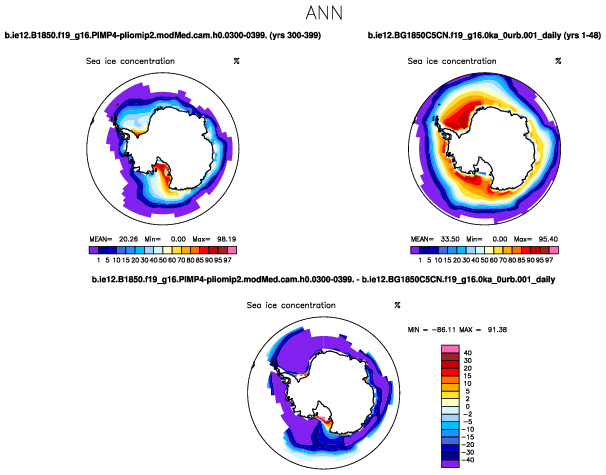 ANN
b.ie12.B1850.f19_g16.PlMP4-pliomip2.modMed.cam.h0.0300-0399. (yrs 300-399)
b.ie12.BG1850C5CN.f19_g16.0ka_0urb.001_daily (yrs 1-48)
Sea ice concentration %
Sea ice concentration %
MEAN= 20.26 Min= 0.00 Max= 98.19
MEAN= 33.50 Min= 0.00 Max= 95.40
1 5 10 15 20 30 40 50 60 70 80 85 90 95 97
1 5 10 15 20 30 40 50 60 70 80 85 90 95 97
b.ie12.B1850.f19_g16.PlMP4-pliomip2.modMed.cam.h0.0300-0399. - b.ie12.BG1850C5CN.f19_g16.0ka_0urb.001_daily
Sea ice concentration %
MIN = -86.11 MAX = 91.38
40
30
20
15
10
5
2
0
-2
-5
-10
-15
-20
-30
-40